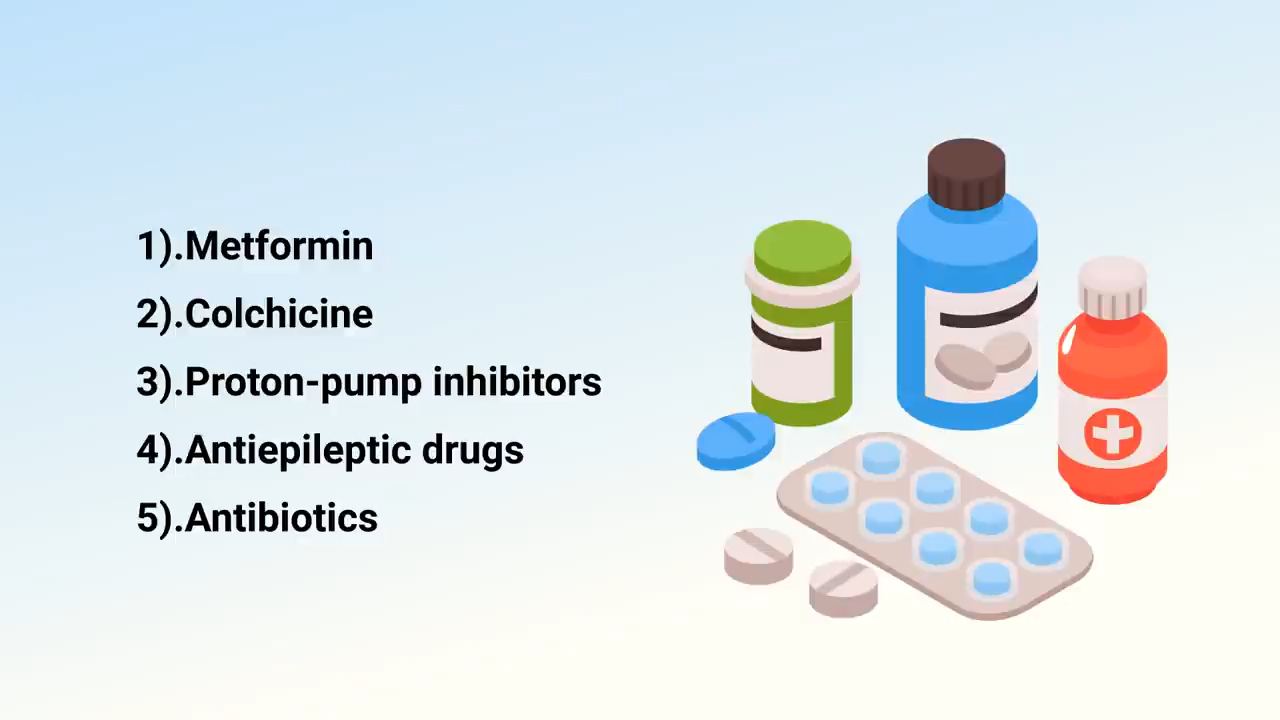 1).Metformin
2).Colchicine
3).Proton-pump inhibitors
4).Antiepileptic drugs
5).Antibiotics